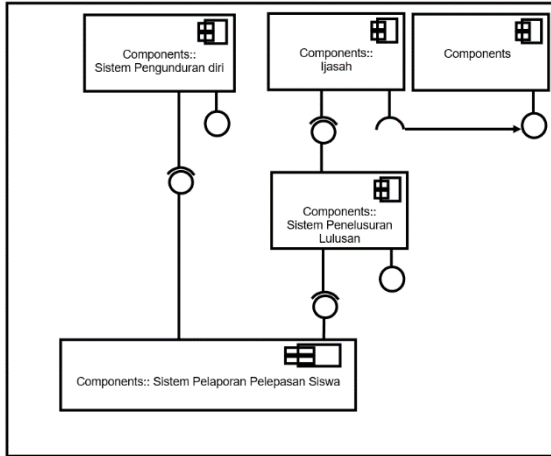 Components::
Sistem Pengunduran diri
Components::
Ijasah
Components
Components::
Sistem Penelusuran
Lulusan
Components:: Sistem Pelaporan Pelepasan Siswa